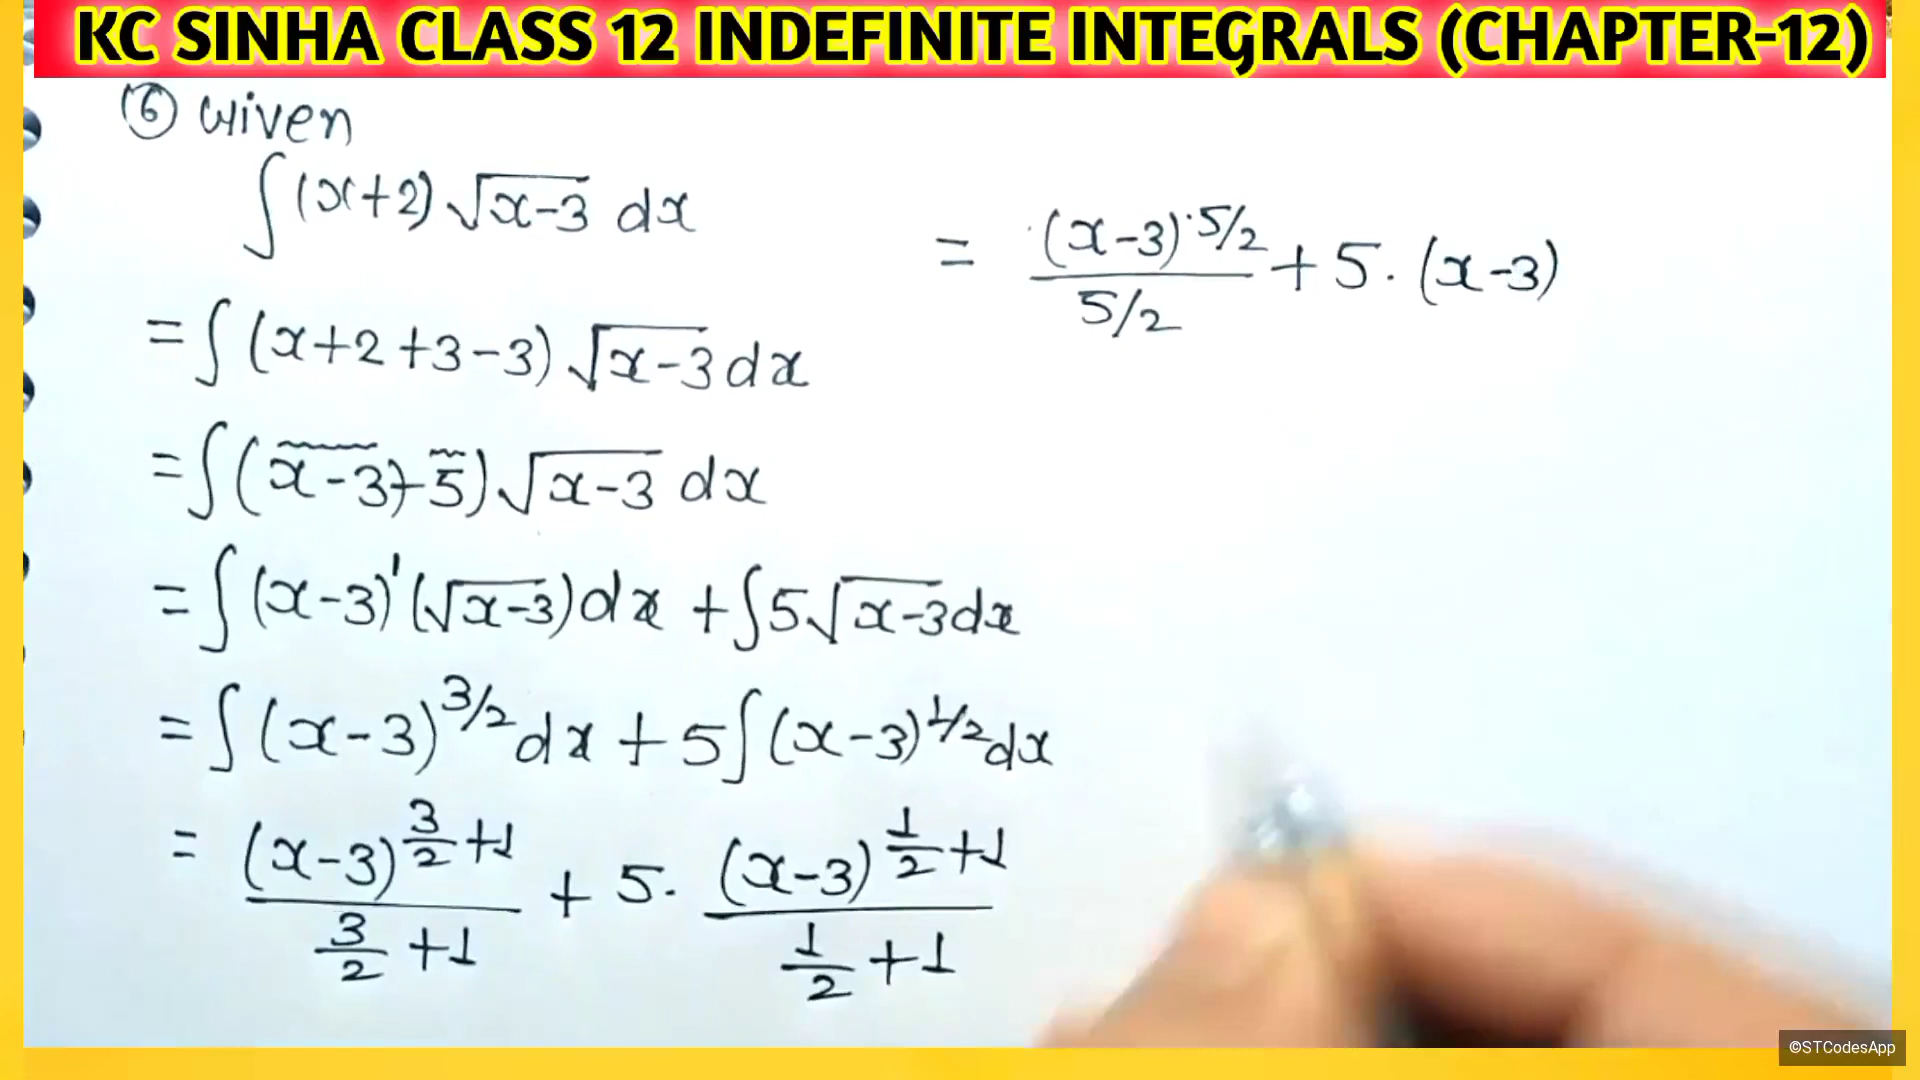 KC SINHA CLASS 12 INDEFINITE INTEGRALS (CHAPTER-12)
⑥ Given
∫(x+2)√(x-3) dx
=∫(x+2+3-3)√(x-3) dx
=∫(x-3)+5)√(x-3) dx
=∫(x-3)¹(√(x-3))dx +∫5√(x-3)dx
=∫(x-3)^3/2 dx + 5∫(x-3)^1/2 dx
= (x-3)^(3/2 +1) / (3/2 +1) + 5. (x-3)^(1/2 +1) / (1/2 +1)
= (x-3)^5/2 / 5/2 + 5. (x-3)
©STCodesApp